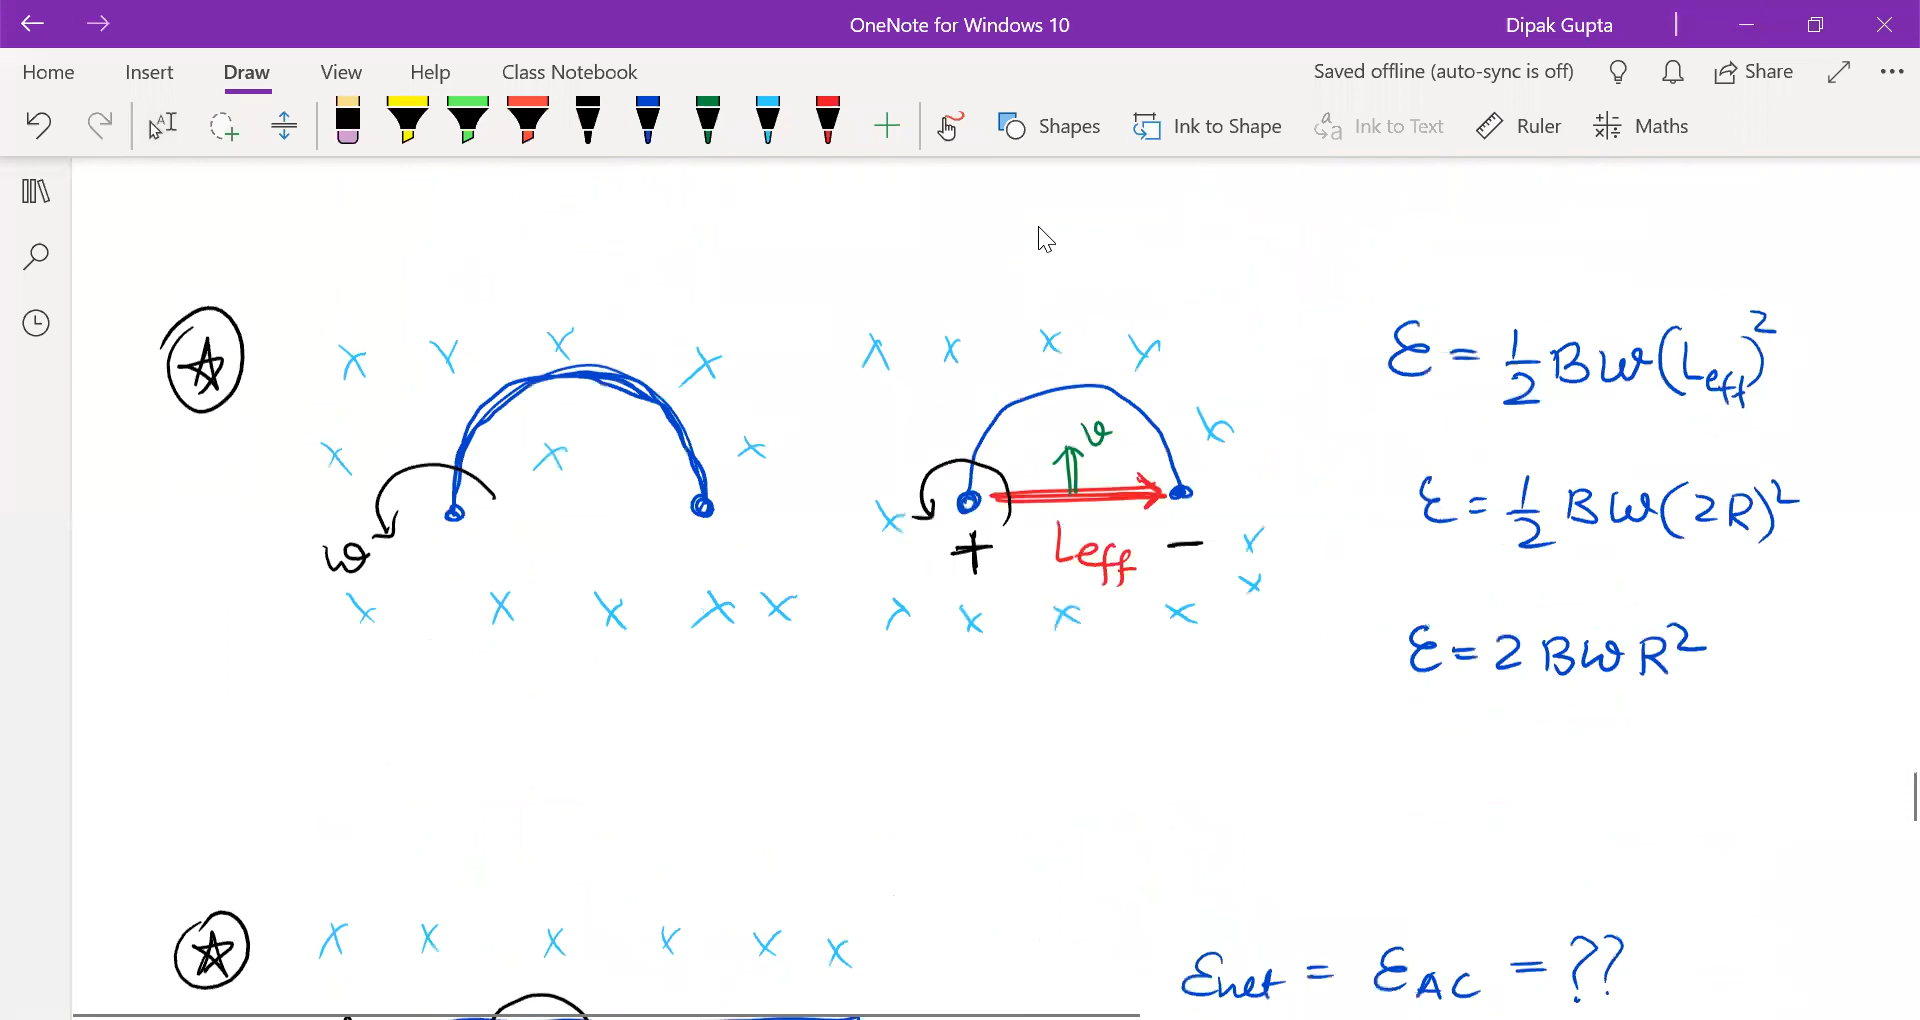 OneNote for Windows 10
Dipak Gupta
Home Insert Draw View Help Class Notebook
Saved offline (auto-sync is off) Share
Shapes Ink to Shape Ink to Text Ruler Maths
ε = 1/2 Bω(Leff)²
ε = 1/2 Bω(2R)²
ω
v
+ Leff −
ε = 2 BωR²
εnet = εAC = ??